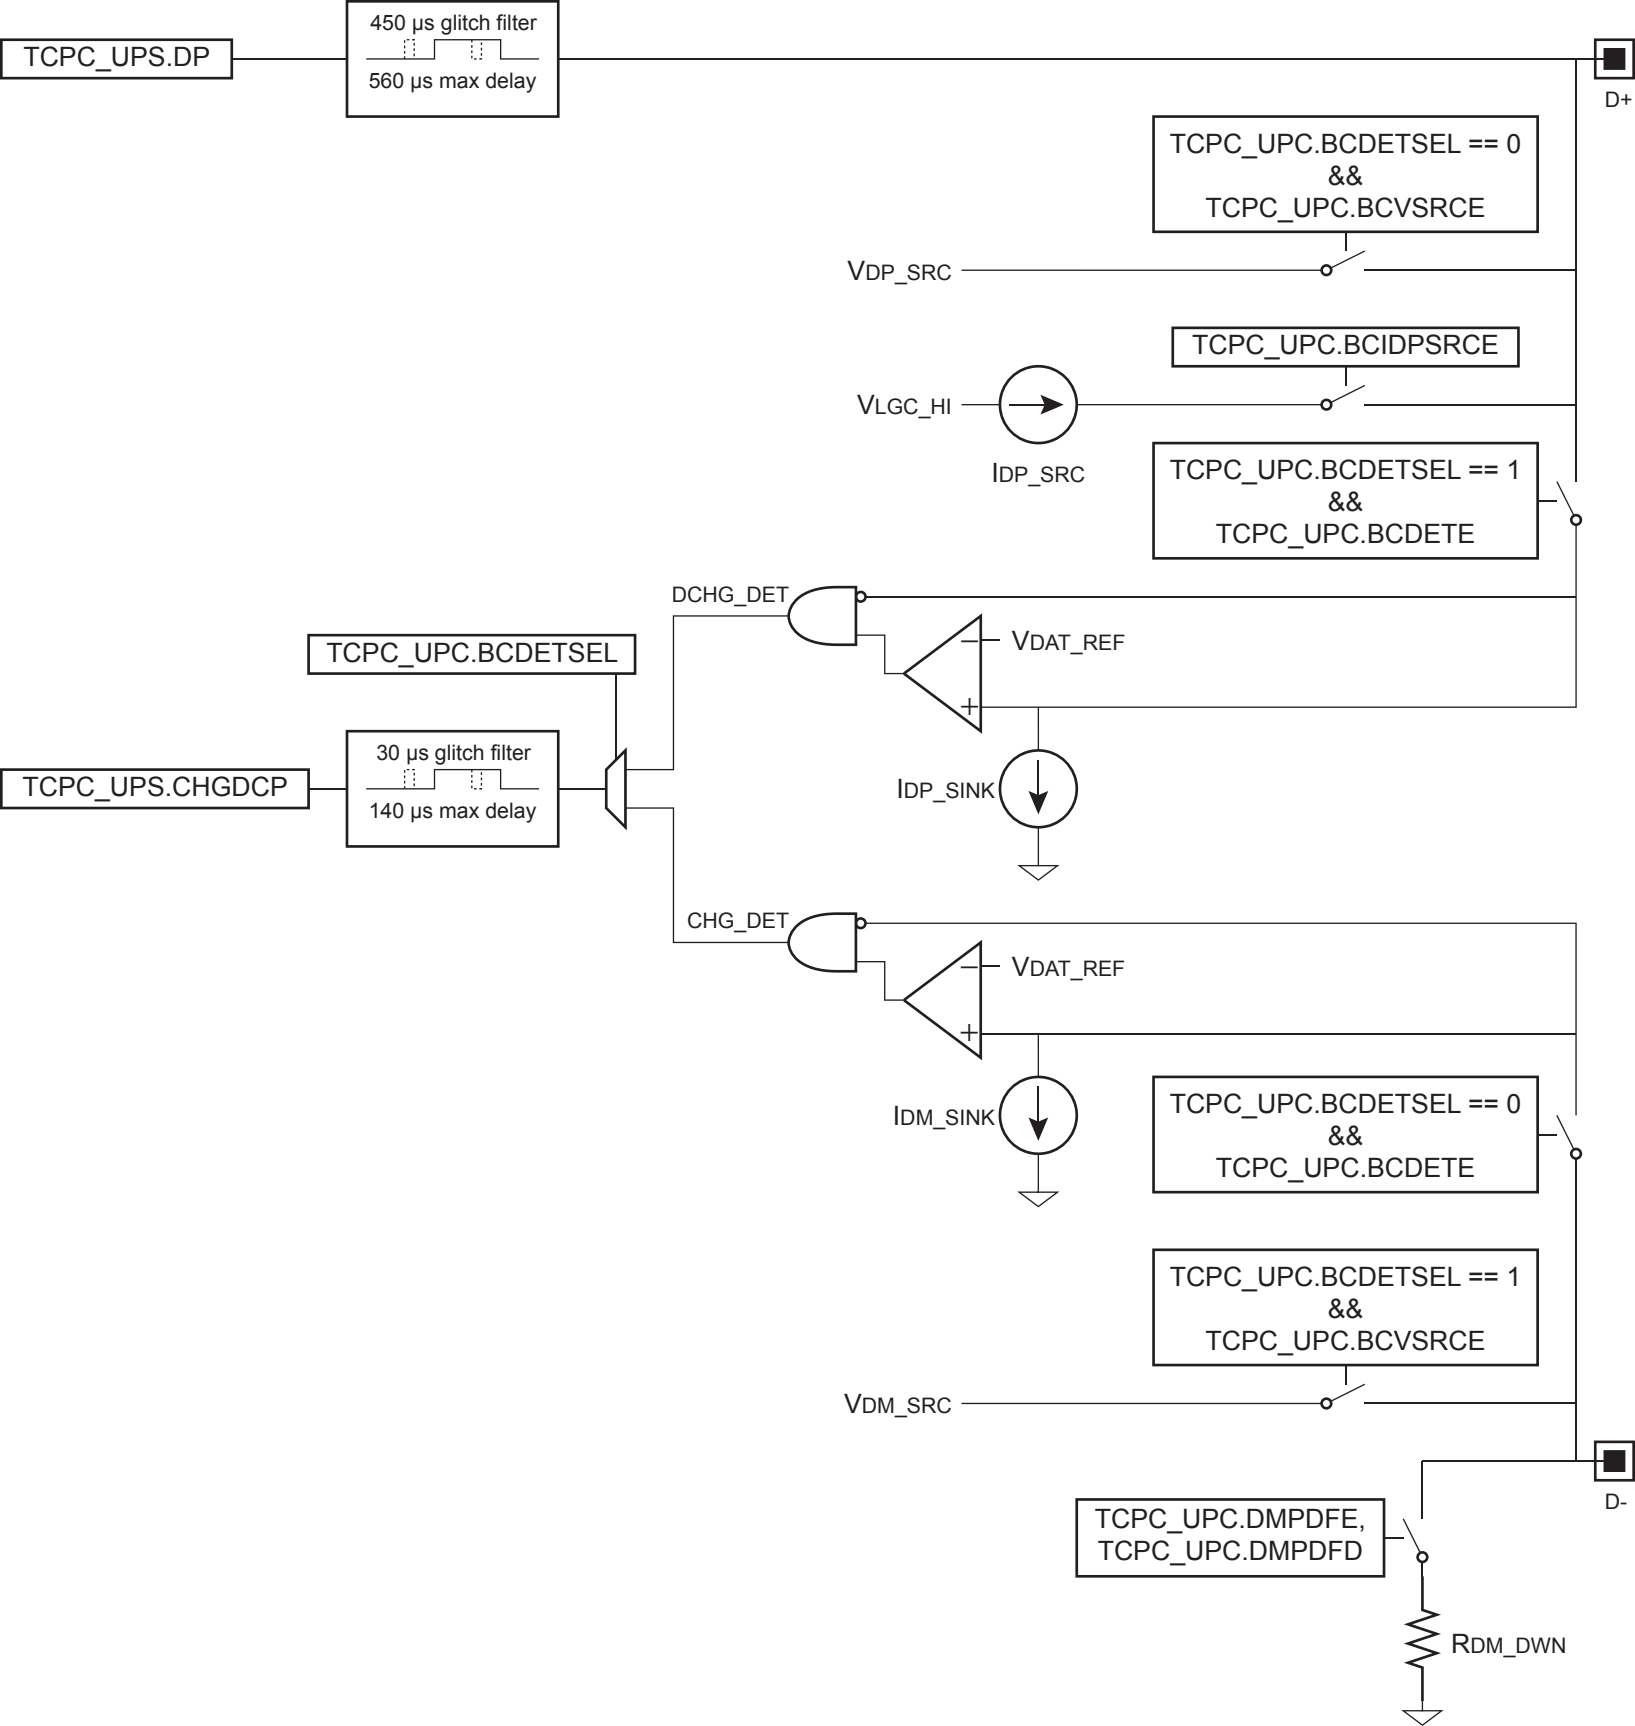 450 µs glitch filter
TCPC_UPS.DP
560 µs max delay
D+
TCPC_UPC.BCDETSEL == 0
&&
TCPC_UPC.BCVSRCE
VDP_SRC
TCPC_UPC.BCIDPSRCE
VLGC_HI
IDP_SRC
TCPC_UPC.BCDETSEL == 1
&&
TCPC_UPC.BCDETE
DCHG_DET
VDAT_REF
TCPC_UPC.BCDETSEL
30 µs glitch filter
TCPC_UPS.CHGDCP
140 µs max delay
IDP_SINK
CHG_DET
VDAT_REF
IDM_SINK
TCPC_UPC.BCDETSEL == 0
&&
TCPC_UPC.BCDETE
TCPC_UPC.BCDETSEL == 1
&&
TCPC_UPC.BCVSRCE
VDM_SRC
D-
TCPC_UPC.DMPDFE,
TCPC_UPC.DMPDFD
RDM_DWN